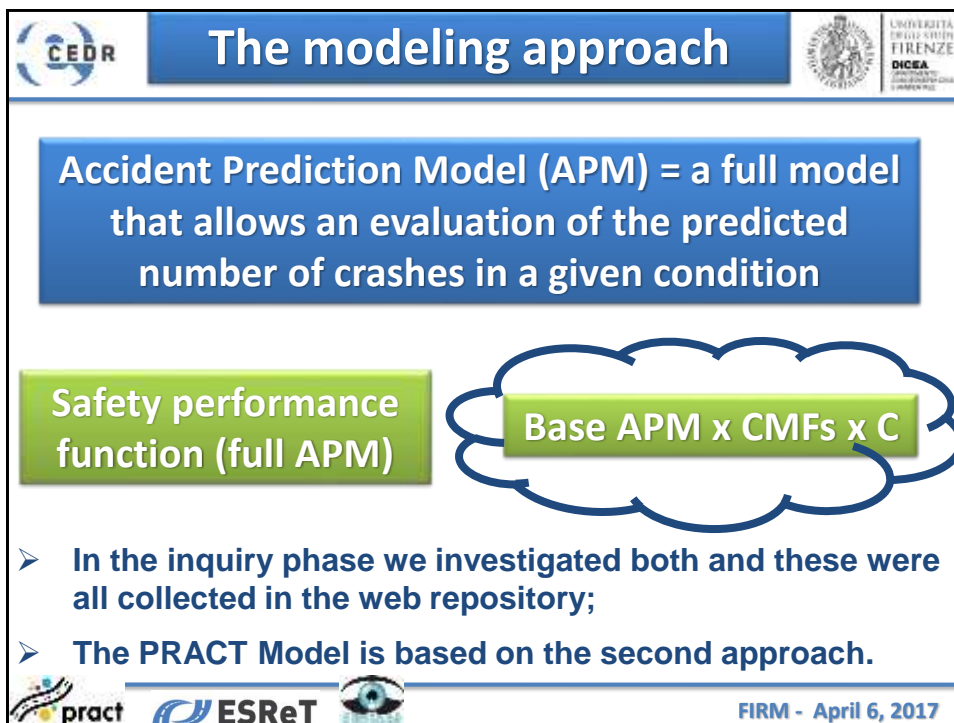 CEDR
The modeling approach
UNIVERSITÀ
DEGLI STUDI
FIRENZE
DICEA
Accident Prediction Model (APM) = a full model
that allows an evaluation of the predicted
number of crashes in a given condition
Safety performance
function (full APM)
Base APM x CMFs x C
➢ In the inquiry phase we investigated both and these were
all collected in the web repository;
➢ The PRACT Model is based on the second approach.
pract
ESReT
FIRM - April 6, 2017